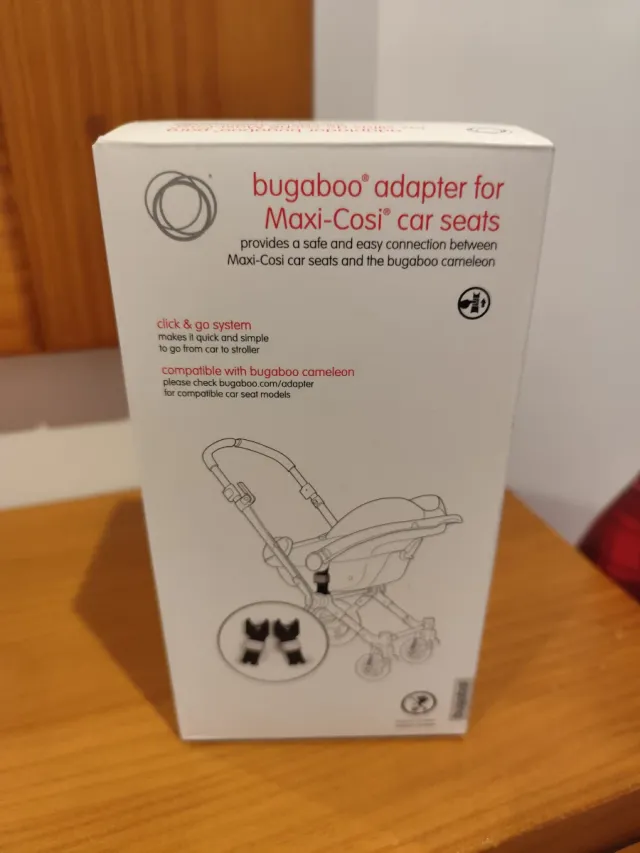 bugaboo® adapter for
Maxi-Cosi® car seats
provides a safe and easy connection between
Maxi-Cosi car seats and the bugaboo cameleon
click & go system
makes it quick and simple
to go from car to stroller
compatible with bugaboo cameleon
please check bugaboo.com/adapter
for compatible car seat models